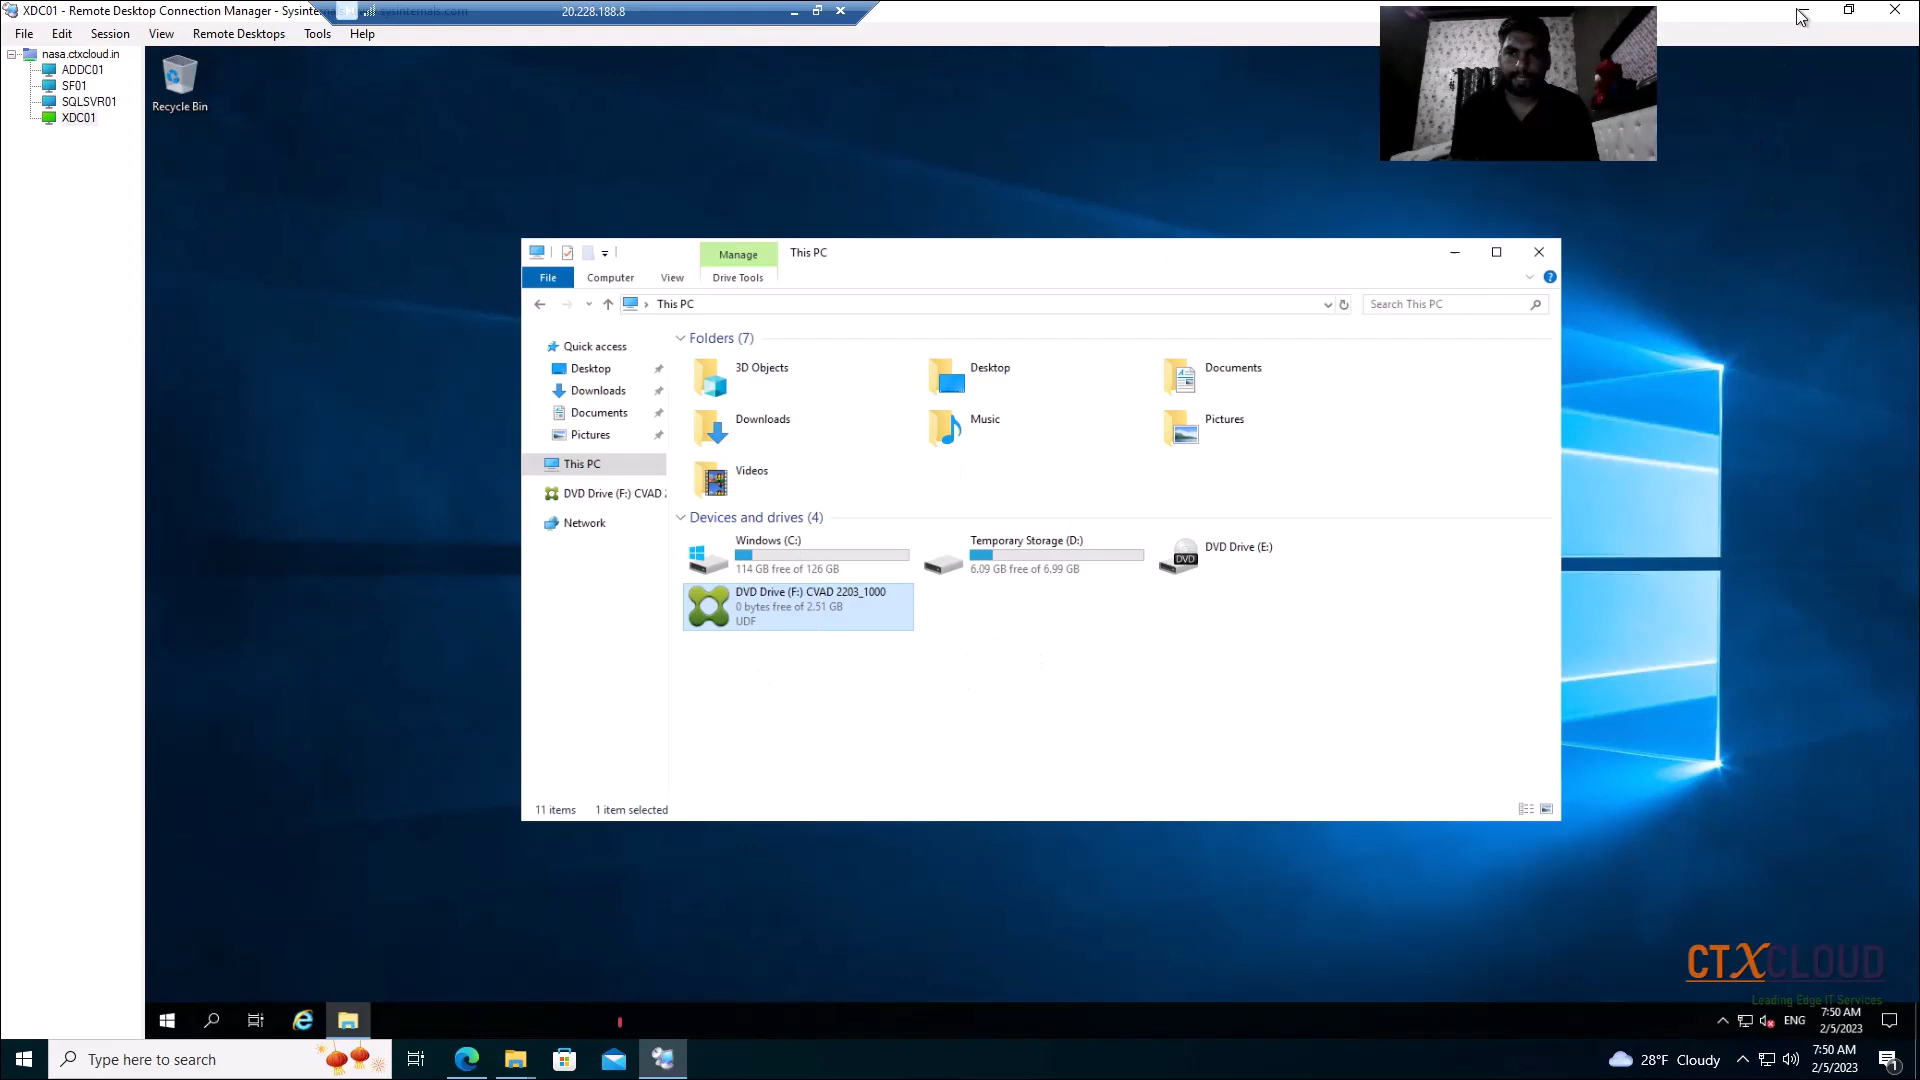 XDC01 - Remote Desktop Connection Manager - Sysinterna
20.228.188.8
File Edit Session View Remote Desktops Tools Help
nasa.ctxcloud.in
ADDC01
SF01
SQLSVR01
XDC01
Recycle Bin
Manage
This PC
File
Computer
View
Drive Tools
This PC
Search This PC
Quick access
Desktop
Downloads
Documents
Pictures
This PC
DVD Drive (F:) CVAD 2
Network
Folders (7)
3D Objects
Desktop
Documents
Downloads
Music
Pictures
Videos
Devices and drives (4)
Windows (C:)
114 GB free of 126 GB
Temporary Storage (D:)
6.09 GB free of 6.99 GB
DVD
DVD Drive (E:)
DVD Drive (F:) CVAD 2203_1000
0 bytes free of 2.51 GB
UDF
11 items
1 item selected
CTXCLOUD
Leading Edge IT Services
ENG
7:50 AM
2/5/2023
Type here to search
28°F Cloudy
7:50 AM
2/5/2023
1